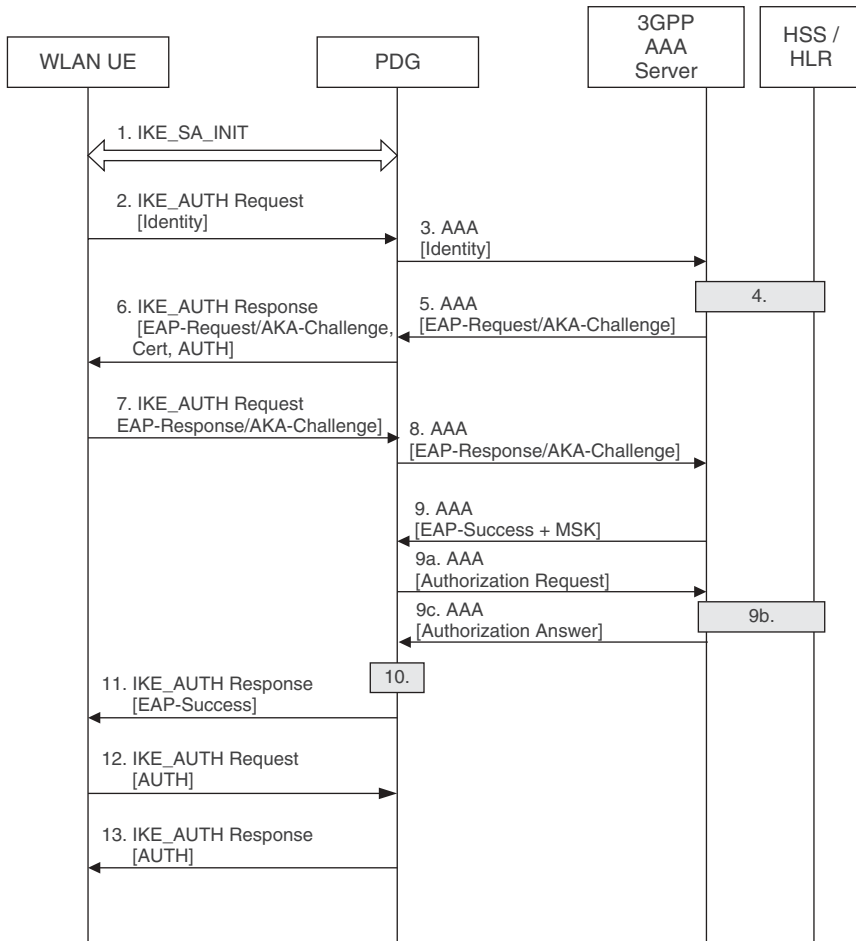 WLAN UE
PDG
3GPP
AAA
Server
HSS /
HLR
1. IKE_SA_INIT
2. IKE_AUTH Request
[Identity]
3. AAA
[Identity]
4.
5. AAA
[EAP-Request/AKA-Challenge]
6. IKE_AUTH Response
[EAP-Request/AKA-Challenge,
Cert, AUTH]
7. IKE_AUTH Request
EAP-Response/AKA-Challenge]
8. AAA
[EAP-Response/AKA-Challenge]
9. AAA
[EAP-Success + MSK]
9a. AAA
[Authorization Request]
9b.
9c. AAA
[Authorization Answer]
10.
11. IKE_AUTH Response
[EAP-Success]
12. IKE_AUTH Request
[AUTH]
13. IKE_AUTH Response
[AUTH]